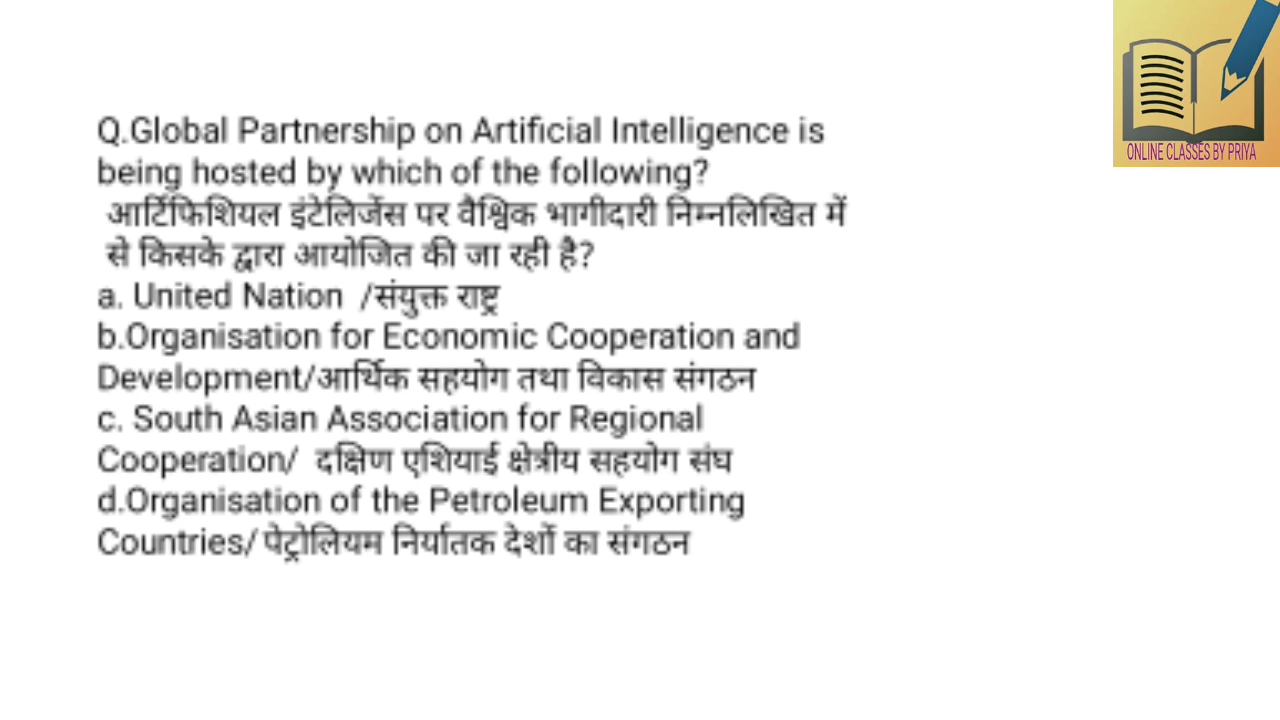 Q.Global Partnership on Artificial Intelligence is
being hosted by which of the following?
आर्टिफिशियल इंटेलिजेंस पर वैश्विक भागीदारी निम्नलिखित में
से किसके द्वारा आयोजित की जा रही है?
a. United Nation /संयुक्त राष्ट्र
b.Organisation for Economic Cooperation and
Development/आर्थिक सहयोग तथा विकास संगठन
c. South Asian Association for Regional
Cooperation/ दक्षिण एशियाई क्षेत्रीय सहयोग संघ
d.Organisation of the Petroleum Exporting
Countries/ पेट्रोलियम निर्यातक देशों का संगठन
ONLINE CLASSES BY PRIYA